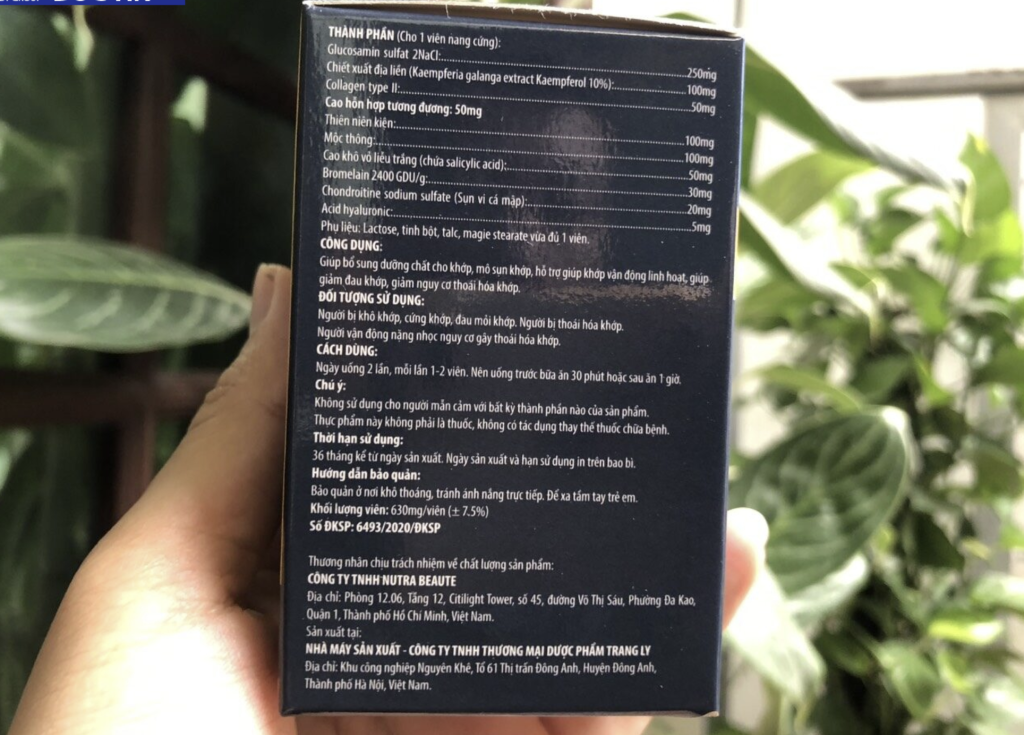 THÀNH PHẦN (Cho 1 viên nang cứng):
Glucosamin sulfat 2NaCl:.....250mg
Chiết xuất địa liền (Kaempferia galanga extract Kaempferol 10%):.....100mg
Collagen type II:.....50mg
Cao hỗn hợp tương đương: 50mg
Thiên niên kiện:.....100mg
Mộc thông:.....100mg
Cao khô vỏ liễu trắng (chứa salicylic acid):.....50mg
Bromelain 2400 GDU/g:.....30mg
Chondroitine sodium sulfate (Sụn vi cá mập):.....20mg
Acid hyaluronic:.....5mg
Phụ liệu: Lactose, tinh bột, talc, magie stearate vừa đủ 1 viên.
CÔNG DỤNG:
Giúp bổ sung dưỡng chất cho khớp, mô sụn khớp, hỗ trợ giúp khớp vận động linh hoạt, giúp
giảm đau khớp, giảm nguy cơ thoái hóa khớp.
ĐỐI TƯỢNG SỬ DỤNG:
Người bị khô khớp, cứng khớp, đau mỏi khớp. Người bị thoái hóa khớp.
Người vận động nặng nhọc nguy cơ gây thoái hóa khớp.
CÁCH DÙNG:
Ngày uống 2 lần, mỗi lần 1-2 viên. Nên uống trước bữa ăn 30 phút hoặc sau ăn 1 giờ.
Chú ý:
Không sử dụng cho người mẫn cảm với bất kỳ thành phần nào của sản phẩm.
Thực phẩm này không phải là thuốc, không có tác dụng thay thế thuốc chữa bệnh.
Thời hạn sử dụng:
36 tháng kể từ ngày sản xuất. Ngày sản xuất và hạn sử dụng in trên bao bì.
Hướng dẫn bảo quản:
Bảo quản ở nơi khô thoáng, tránh ánh nắng trực tiếp. Để xa tầm tay trẻ em.
Khối lượng viên: 630mg/viên (± 7.5%)
Số ĐKSP: 6493/2020/ĐKSP
Thương nhân chịu trách nhiệm về chất lượng sản phẩm:
CÔNG TY TNHH NUTRA BEAUTE
Địa chỉ: Phòng 12.06, Tầng 12, Citilight Tower, số 45, đường Võ Thị Sáu, Phường Đa Kao,
Quận 1, Thành phố Hồ Chí Minh, Việt Nam.
Sản xuất tại:
NHÀ MÁY SẢN XUẤT - CÔNG TY TNHH THƯƠNG MẠI DƯỢC PHẨM TRANG LY
Địa chỉ: Khu công nghiệp Nguyên Khê, Tổ 61 Thị trấn Đông Anh, Huyện Đông Anh,
Thành phố Hà Nội, Việt Nam.